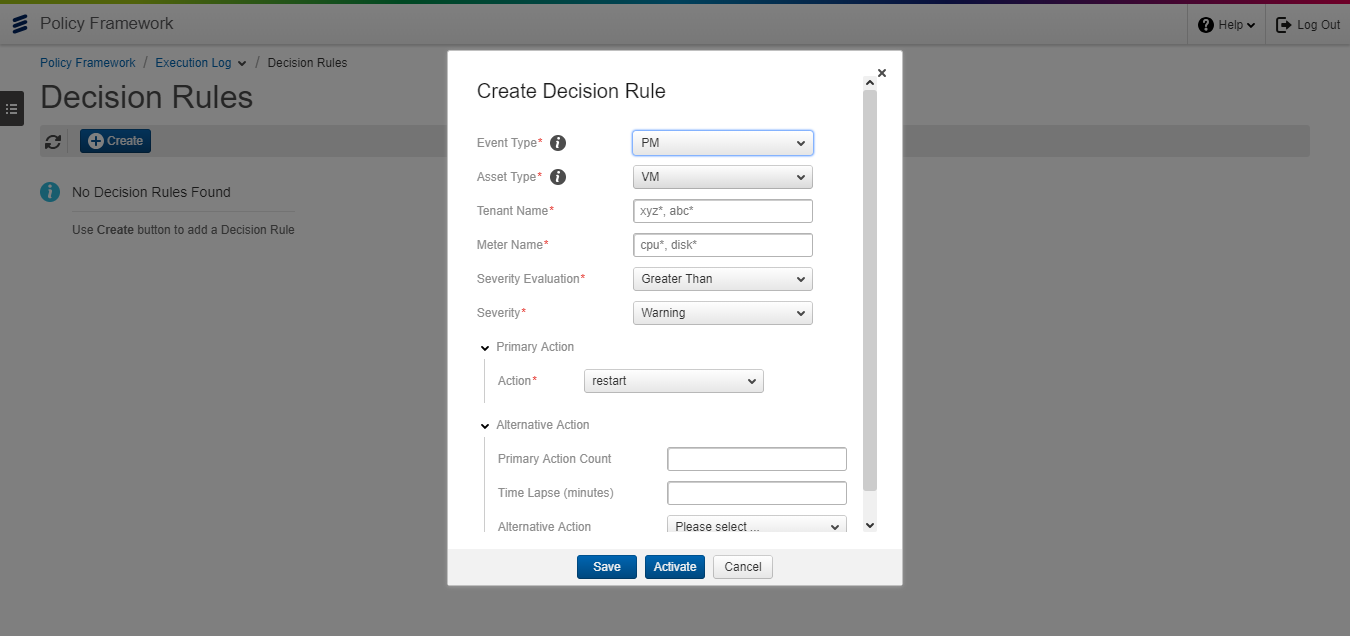 Policy Framework
Help
Log Out
Policy Framework / Execution Log / Decision Rules
Decision Rules
Create
No Decision Rules Found
Use Create button to add a Decision Rule
Create Decision Rule
Event Type* PM
Asset Type* VM
Tenant Name* xyz*, abc*
Meter Name* cpu*, disk*
Severity Evaluation* Greater Than
Severity* Warning
Primary Action
Action* restart
Alternative Action
Primary Action Count
Time Lapse (minutes)
Alternative Action Please select ...
Save Activate Cancel